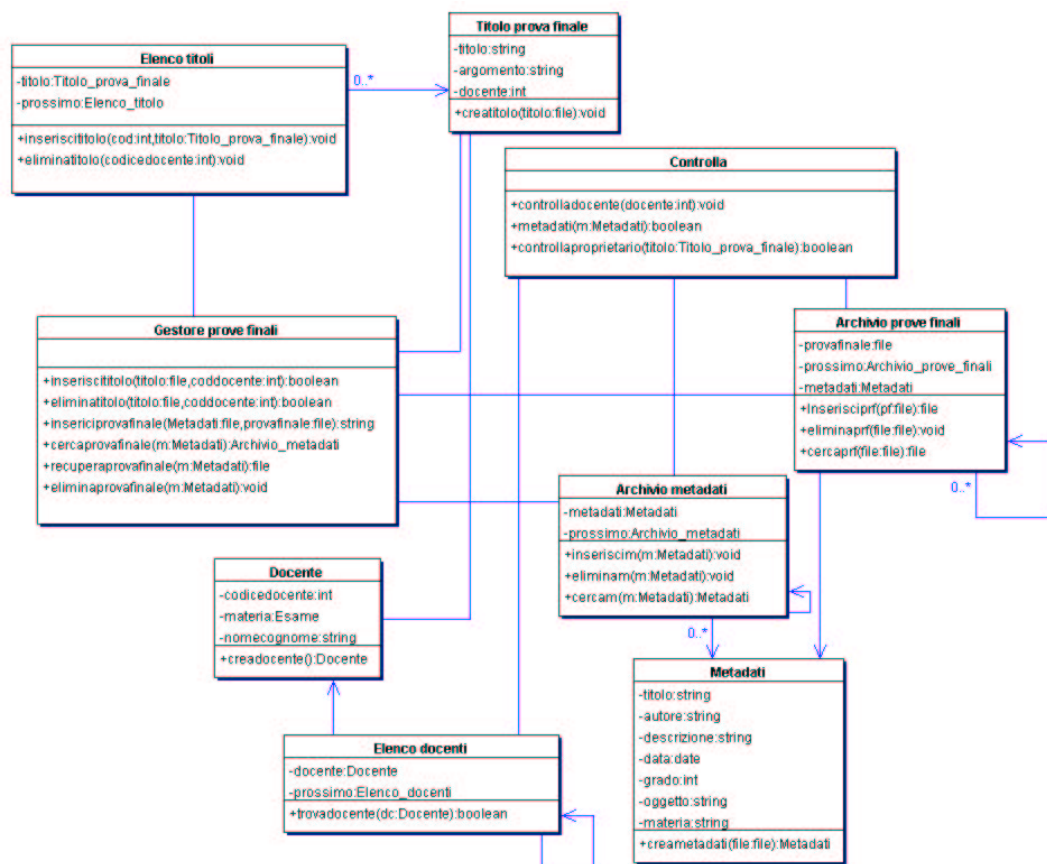 Titolo prova finale
-titolo:string
-argomento:string
-docente:int
+creatitolo(titolo:file):void
Elenco titoli
-titolo:Titolo_prova_finale
-prossimo:Elenco_titolo
+inseriscititolo(cod:int,titolo:Titolo_prova_finale):void
+eliminatitolo(codicedocente:int):void
0..*
Controlla
+controlladocente(docente:int):void
+metadati(m:Metadati):boolean
+controllaproprietario(titolo:Titolo_prova_finale):boolean
Gestore prove finali
+inseriscititolo(titolo:file,coddocente:int):boolean
+eliminatitolo(titolo:file,coddocente:int):boolean
+insericiprovafinale(Metadati:file,provafinale:file):string
+cercaprovafinale(m:Metadati):Archivio_metadati
+recuperaprovafinale(m:Metadati):file
+eliminaprovafinale(m:Metadati):void
Archivio prove finali
-provafinale:file
-prossimo:Archivio_prove_finali
-metadati:Metadati
+Inserisciprf(pf:file):file
+eliminaprf(file:file):void
+cercaprf(file:file):file
0..*
Archivio metadati
-metadati:Metadati
-prossimo:Archivio_metadati
+inseriscim(m:Metadati):void
+eliminam(m:Metadati):void
+cercam(m:Metadati):Metadati
0..*
Docente
-codicedocente:int
-materia:Esame
-nomecognome:string
+creadocente():Docente
Metadati
-titolo:string
-autore:string
-descrizione:string
-data:date
-grado:int
-oggetto:string
-materia:string
+creametadati(file:file):Metadati
Elenco docenti
-docente:Docente
-prossimo:Elenco_docenti
+trovadocente(dc:Docente):boolean